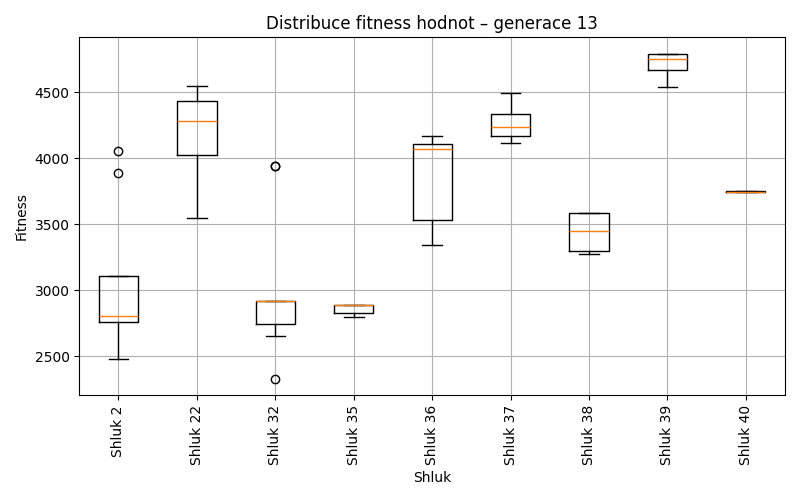 Distribuce fitness hodnot – generace 13
Fitness
4500
4000
3500
3000
2500
Shluk 2
Shluk 22
Shluk 32
Shluk 35
Shluk 36
Shluk 37
Shluk 38
Shluk 39
Shluk 40
Shluk